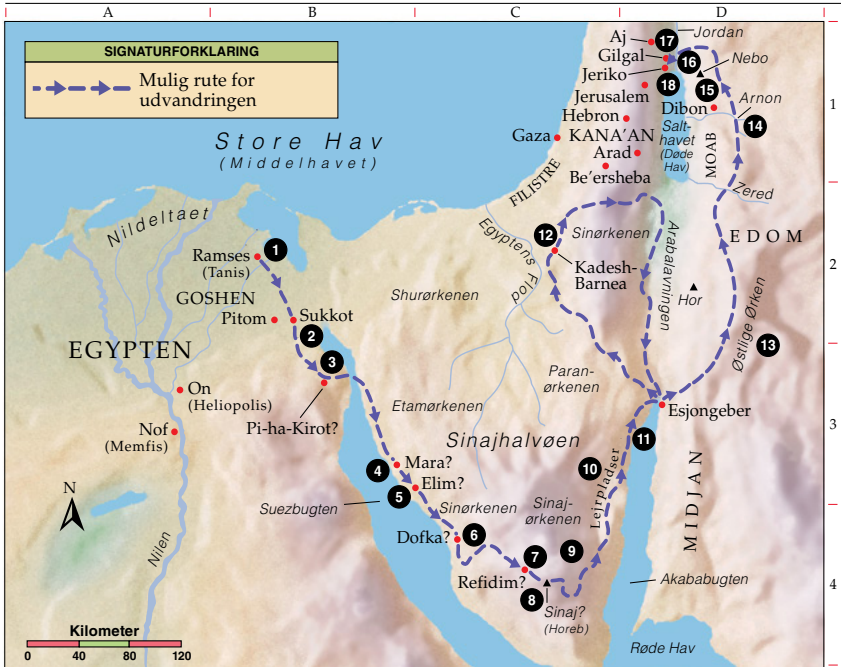 A
B
C
D
SIGNATURFORKLARING
Mulig rute for
udvandringen
Store Hav
(Middelhavet)
Aj
17
Jordan
Gilgal
16
Nebo
Jeriko
18
15
Jerusalem
Dibon
Arnon
14
1
Hebron
Gaza
KANA'AN
Salt-
havet
(Døde
Hav)
MOAB
Arad
Be'ersheba
FILISTRE
Zered
Nildeltaet
Ramses
(Tanis)
1
Egyptens
Flod
12
Sinørkenen
Kadesh-
Barnea
Arabalavningen
EDOM
2
Hor
Shurørkenen
GOSHEN
Pitom
Sukkot
2
Østlige Ørken
13
EGYPTEN
3
On
(Heliopolis)
Pi-ha-Kirot?
Etamørkenen
Paran-
ørkenen
Esjongeber
3
Nof
(Memfis)
Sinajhalvøen
11
4
Mara?
10
Lejrpladser
5
Elim?
N
Suezbugten
Sinørkenen
Sinaj-
ørkenen
MIDJAN
Dofka?
6
7
9
Nilen
Refidim?
8
Sinaj?
(Horeb)
Akababugten
4
Kilometer
0 40 80 120
Røde Hav